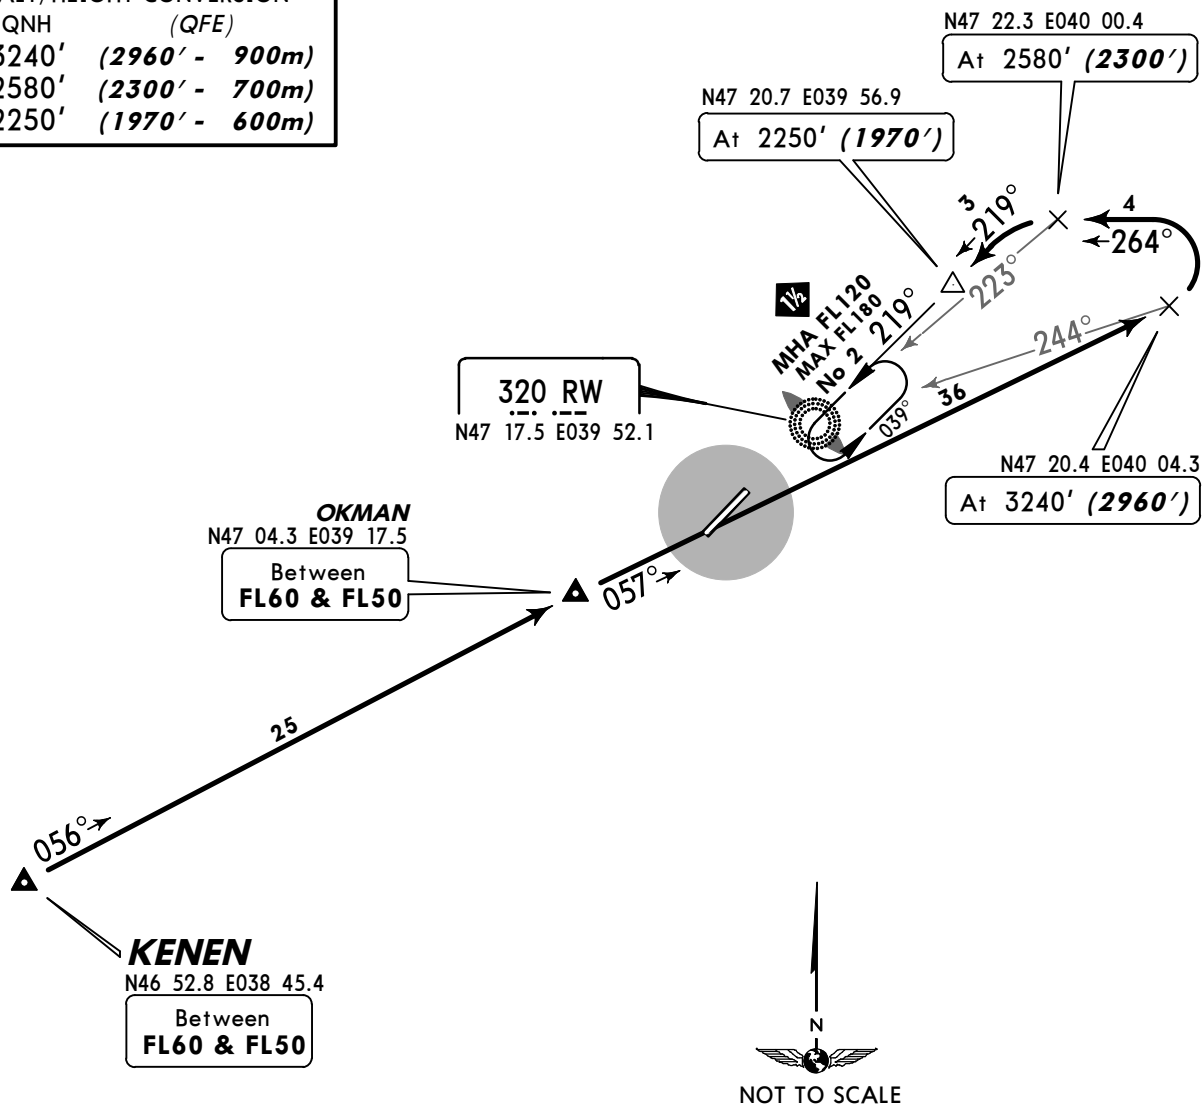 QNH (QFE)
3240' (2960' - 900m)
2580' (2300' - 700m)
2250' (1970' - 600m)
N47 22.3 E040 00.4
At 2580' (2300')
N47 20.7 E039 56.9
At 2250' (1970')
3
219°
4
264°
223°
1½
MHA FL120
MAX FL180
No 2
219°
244°
039°
36
320 RW
N47 17.5 E039 52.1
N47 20.4 E040 04.3
At 3240' (2960')
OKMAN
N47 04.3 E039 17.5
Between
FL60 & FL50
057°
25
056°
KENEN
N46 52.8 E038 45.4
Between
FL60 & FL50
N
NOT TO SCALE